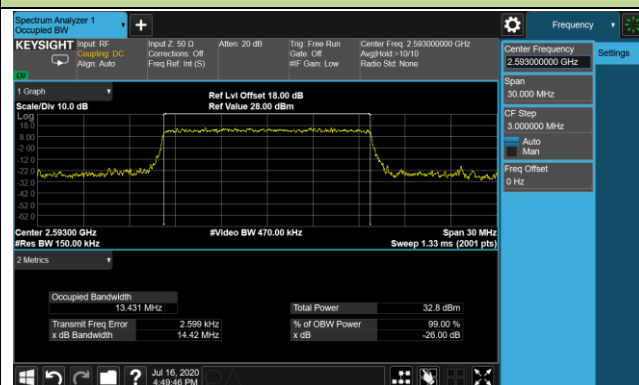 Spectrum Analyzer 1
Occupied BW
Frequency
KEYSIGHT
Input: RF
Coupling: DC
Align: Auto
Input Z: 50 Ω
Corrections: Off
Freq Ref: Int (S)
Atten: 20 dB
Trig: Free Run
Gate: Off
#IF Gain: Low
Center Freq: 2.593000000 GHz
Avg|Hold:>10/10
Radio Std: None
Center Frequency
2.593000000 GHz
Settings
Span
30.000 MHz
CF Step
3.000000 MHz
Auto
Man
Freq Offset
0 Hz
1 Graph
Scale/Div 10.0 dB
Ref Lvl Offset 18.00 dB
Ref Value 28.00 dBm
Log
18.0
8.00
-2.00
-12.0
-22.0
-32.0
-42.0
-52.0
-62.0
Center 2.59300 GHz
#Res BW 150.00 kHz
#Video BW 470.00 kHz
Span 30 MHz
Sweep 1.33 ms (2001 pts)
2 Metrics
Occupied Bandwidth
13.431 MHz
Total Power 32.8 dBm
Transmit Freq Error 2.599 kHz
% of OBW Power 99.00 %
x dB Bandwidth 14.42 MHz
x dB -26.00 dB
?
Jul 16, 2020
4:49:46 PM